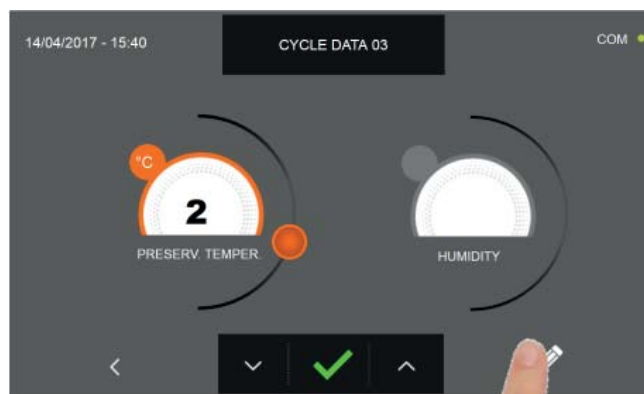 14/04/2017 - 15:40
CYCLE DATA 03
COM
°C
2
PRESERV. TEMPER.
HUMIDITY